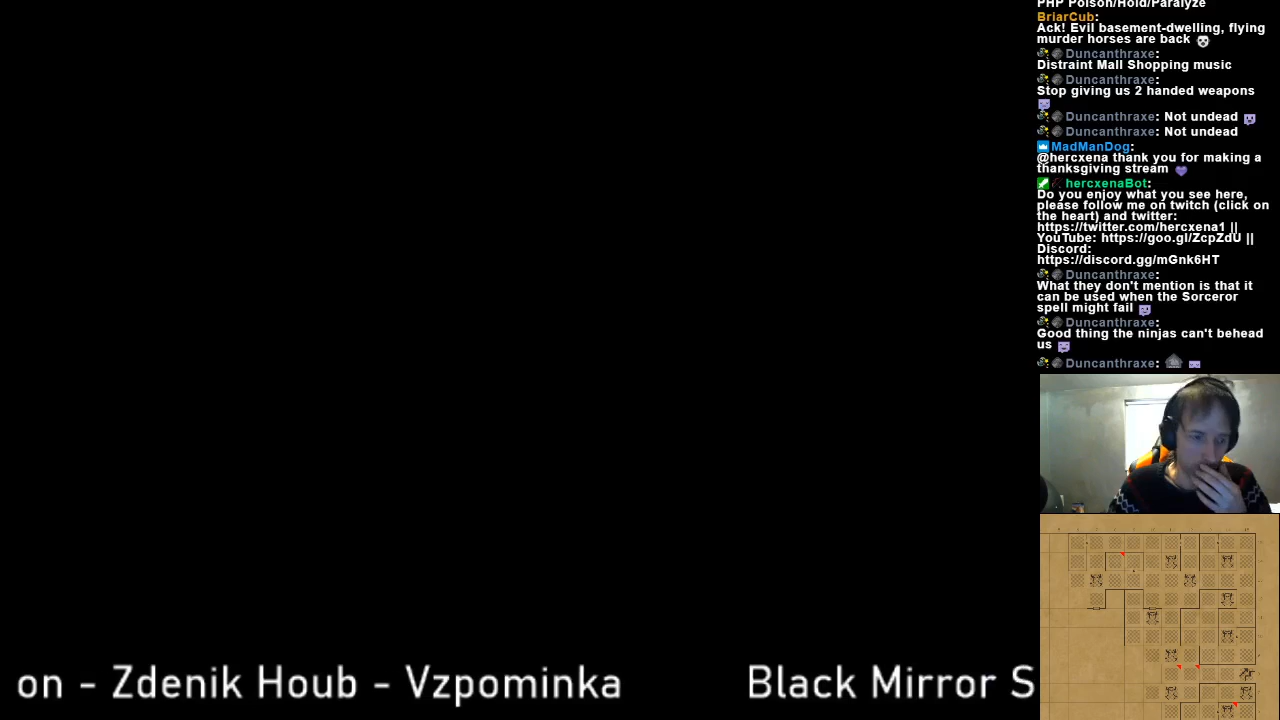 PHP Poison/Hold/Paralyze
BriarCub:
Ack! Evil basement-dwelling, flying
murder horses are back
Duncanthraxe:
Distraint Mall Shopping music
Duncanthraxe:
Stop giving us 2 handed weapons
Duncanthraxe: Not undead
Duncanthraxe: Not undead
MadManDog:
@hercxena thank you for making a
thanksgiving stream
hercxenaBot:
Do you enjoy what you see here,
please follow me on twitch (click on
the heart) and twitter:
https://twitter.com/hercxena1 ||
YouTube: https://goo.gl/ZcpZdU ||
Discord:
https://discord.gg/mGnk6HT
Duncanthraxe:
What they don't mention is that it
can be used when the Sorceror
spell might fail
Duncanthraxe:
Good thing the ninjas can't behead
us
Duncanthraxe:
on - Zdenik Houb - Vzpominka Black Mirror S